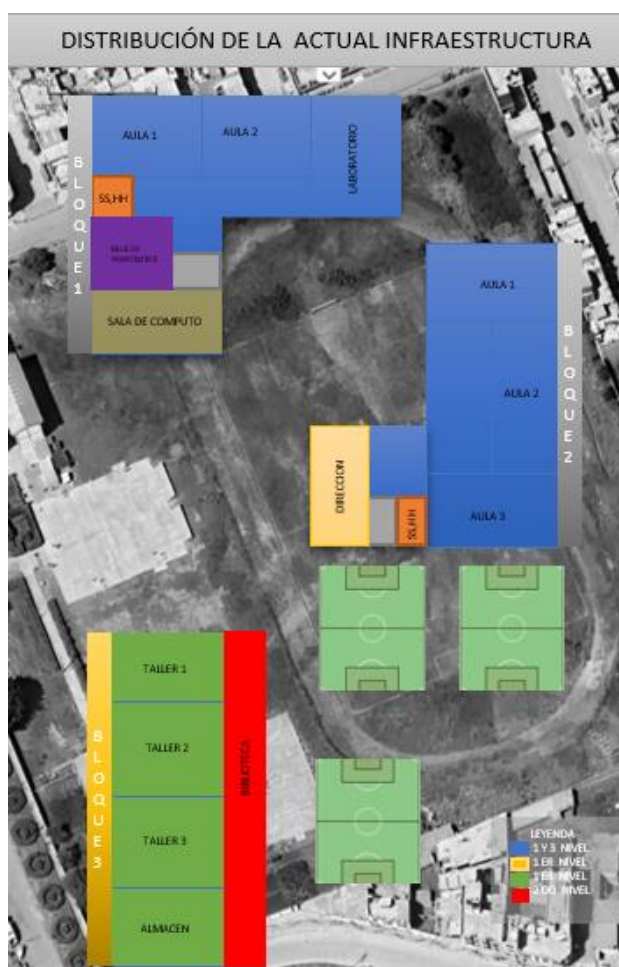 DISTRIBUCIÓN DE LA ACTUAL INFRAESTRUCTURA
BLOQUE 1
AULA 1
AULA 2
LABORATORIO
SS,HH
SALA DE COMPUTO
AULA 1
AULA 2
AULA 3
BLOQUE 2
DIRECCION
SS,HH
BLOQUE 3
TALLER 1
TALLER 2
TALLER 3
ALMACEN
BIBLIOTECA
LEYENDA
1 Y 3 NIVEL
1 ER NIVEL
1 ER NIVEL
2 DO NIVEL